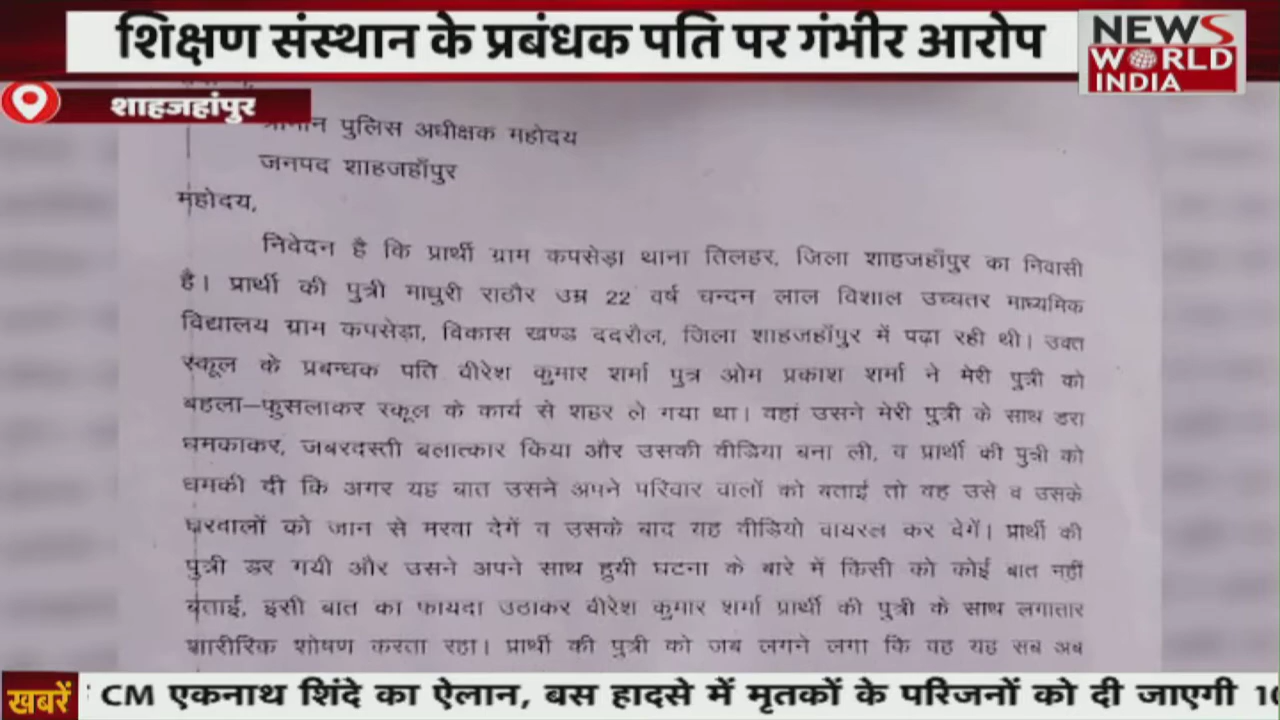 शिक्षण संस्थान के प्रबंधक पति पर गंभीर आरोप
NEWS
WORLD
INDIA
शाहजहांपुर
पुलिस अधीक्षक महोदय
जनपद शाहजहाँपुर
महोदय,
निवेदन है कि प्रार्थी ग्राम कपसेड़ा थाना तिलहर, जिला शाहजहाँपुर का निवासी
है। प्रार्थी की पुत्री माधुरी राठौर उम्र 22 वर्ष चन्दन लाल विशाल उच्चतर माध्यमिक
विद्यालय ग्राम कपसेड़ा, विकास खण्ड ददरौल, जिला शाहजहाँपुर में पढ़ा रही थी। उक्त
स्कूल के प्रबन्धक पति वीरेश कुमार शर्मा पुत्र ओम प्रकाश शर्मा ने मेरी पुत्री को
बहला–फुसलाकर स्कूल के कार्य से शहर ले गया था। वहां उसने मेरी पुत्री के साथ डरा
धमकाकर, जबरदस्ती बलात्कार किया और उसकी वीडिया बना ली, व प्रार्थी की पुत्री को
धमकी दी कि अगर यह बात उसने अपने परिवार वालों को बताई तो वह उसे व उसके
घरवालों को जान से मरवा देगें व उसके बाद यह वीडियो वायरल कर देगें। प्रार्थी की
पुत्री डर गयी और उसने अपने साथ हुयी घटना के बारे में किसी को कोई बात नहीं
बताई, इसी बात का फायदा उठाकर वीरेश कुमार शर्मा प्रार्थी की पुत्री के साथ लगातार
शारीरिक शोषण करता रहा। प्रार्थी की पुत्री को जब लगने लगा कि वह यह सब अब
खबरें
CM एकनाथ शिंदे का ऐलान, बस हादसे में मृतकों के परिजनों को दी जाएगी